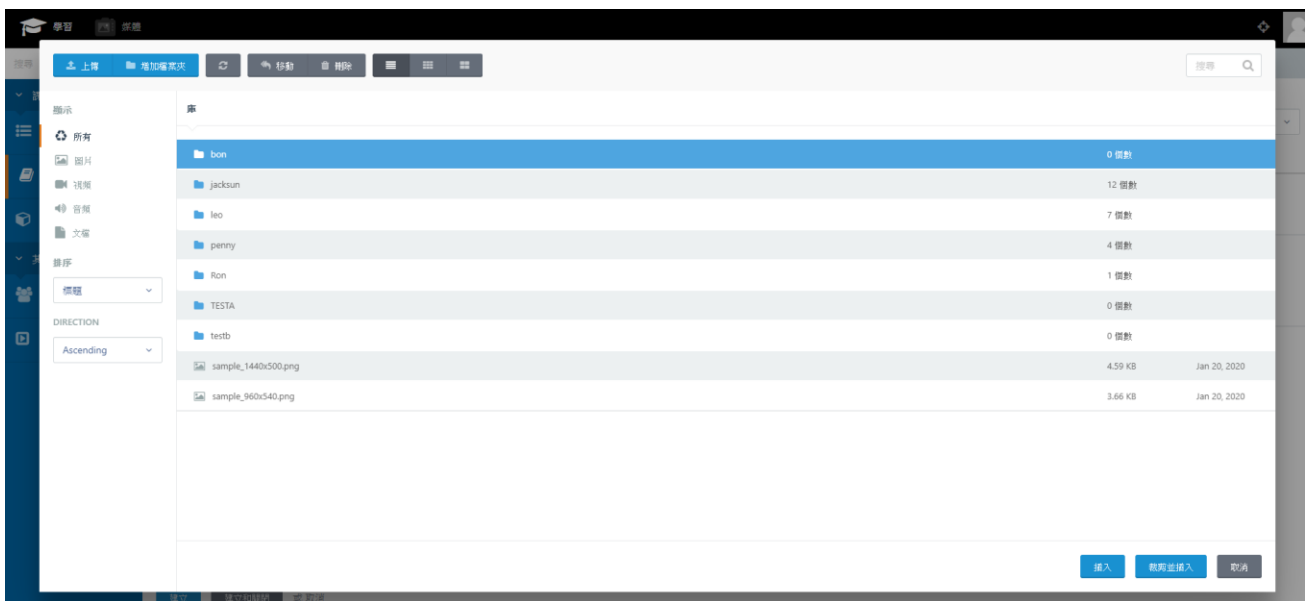 學習 媒體
上傳 增加檔案夾 移動 刪除 搜尋
顯示
所有
圖片
視頻
音頻
文檔
排序
標題
DIRECTION
Ascending
庫
bon 0 個數
jacksun 12 個數
leo 7 個數
penny 4 個數
Ron 1 個數
TESTA 0 個數
testb 0 個數
sample_1440x500.png 4.59 KB Jan 20, 2020
sample_960x540.png 3.66 KB Jan 20, 2020
插入 裁剪並插入 取消